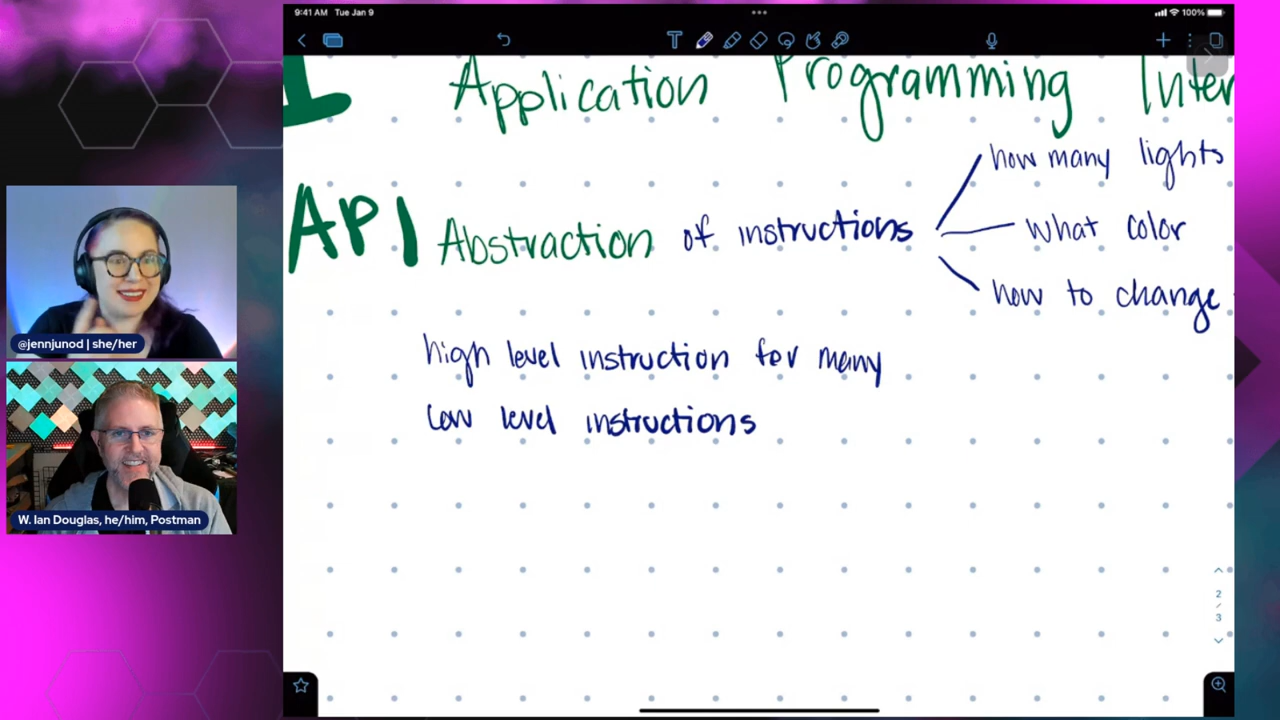 9:41 AM Tue Jan 9
100%
Application Programming Inter
how many lights
API Abstraction of instructions
what color
how to change
high level instruction for many
low level instructions
@jennjunod | she/her
W. Ian Douglas, he/him, Postman
2
/
3